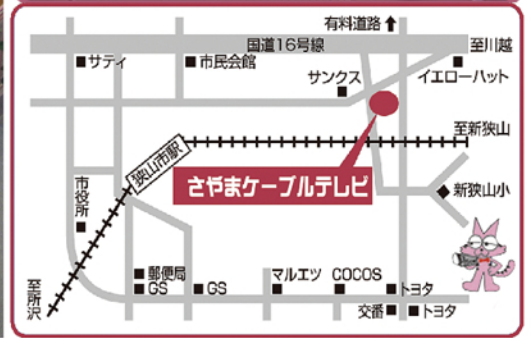 有料道路↑
国道16号線
至川越
サティ
市民会館
サンクス
イエローハット
至新狭山
狭山市駅
さやまケーブルテレビ
市役所
新狭山小
至所沢
郵便局
GS
GS
マルエツ
COCOS
トヨタ
交番
トヨタ